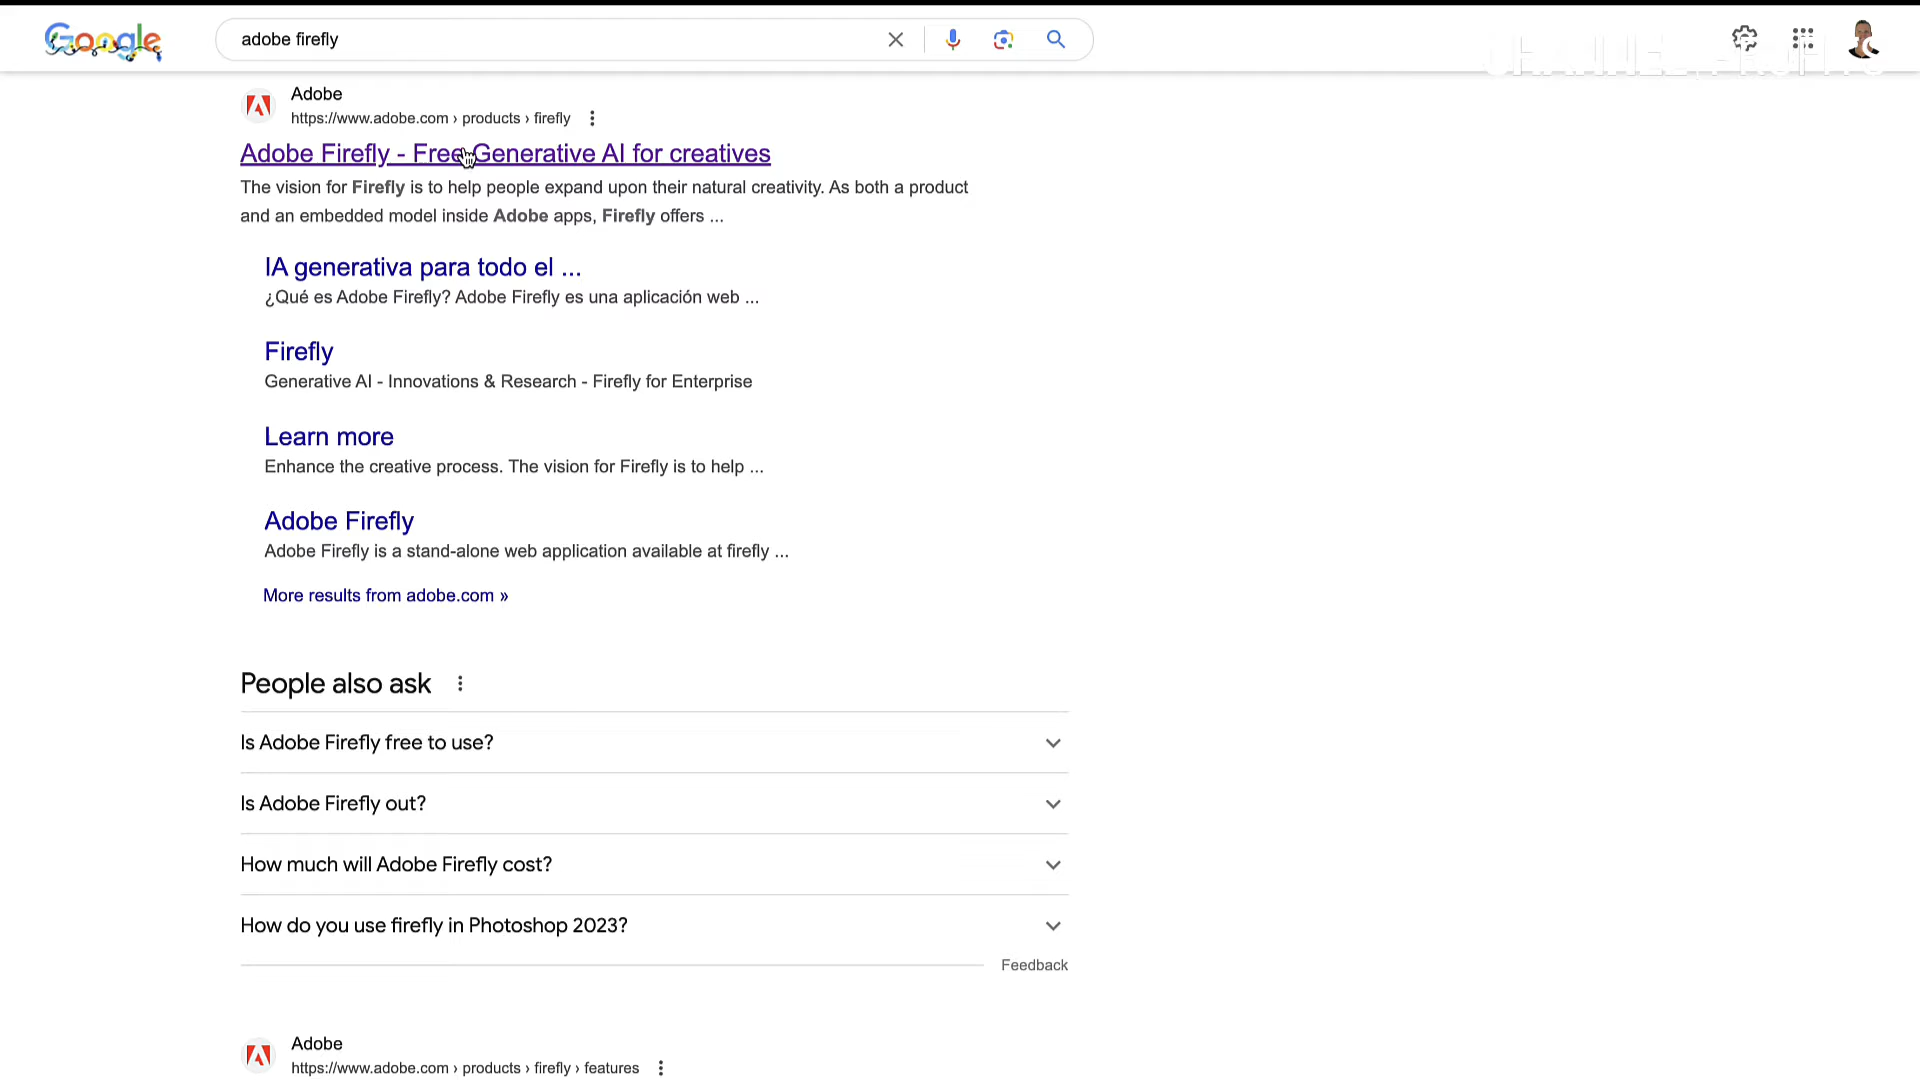 Google
adobe firefly
CHANNEL PROFITS
Adobe
https://www.adobe.com › products › firefly
Adobe Firefly - Free Generative AI for creatives
The vision for Firefly is to help people expand upon their natural creativity. As both a product
and an embedded model inside Adobe apps, Firefly offers ...
IA generativa para todo el ...
¿Qué es Adobe Firefly? Adobe Firefly es una aplicación web ...
Firefly
Generative AI - Innovations & Research - Firefly for Enterprise
Learn more
Enhance the creative process. The vision for Firefly is to help ...
Adobe Firefly
Adobe Firefly is a stand-alone web application available at firefly ...
More results from adobe.com »
People also ask
Is Adobe Firefly free to use?
Is Adobe Firefly out?
How much will Adobe Firefly cost?
How do you use firefly in Photoshop 2023?
Feedback
Adobe
https://www.adobe.com › products › firefly › features